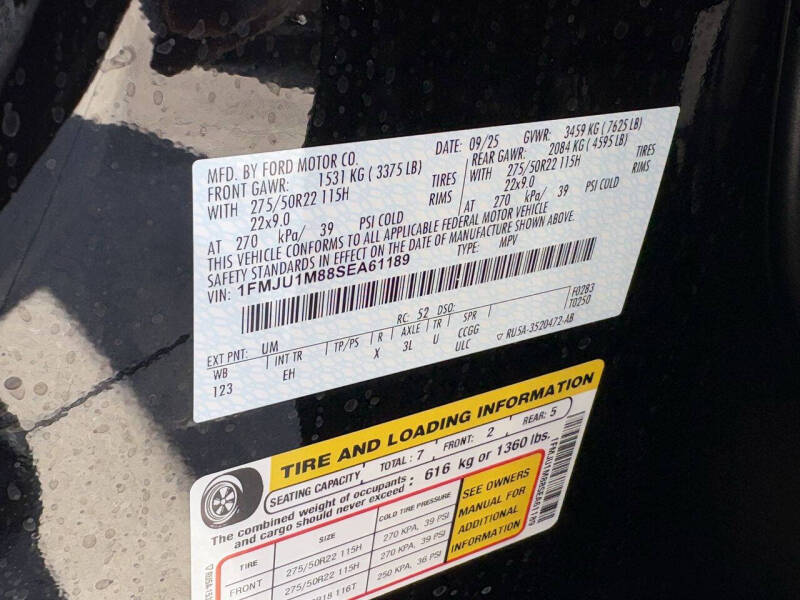 MFD. BY FORD MOTOR CO.
DATE: 09/25 GVWR: 3459 KG ( 7625 LB)
FRONT GAWR: 1531 KG ( 3375 LB)
REAR GAWR: 2084 KG ( 4595 LB)
WITH 275/50R22 115H TIRES
275/50R22 115H TIRES
22x9.0 RIMS
22x9.0 RIMS
AT 270 kPa/ 39 PSI COLD
AT 270 kPa/ 39 PSI COLD
THIS VEHICLE CONFORMS TO ALL APPLICABLE FEDERAL MOTOR VEHICLE
SAFETY STANDARDS IN EFFECT ON THE DATE OF MANUFACTURE SHOWN ABOVE.
VIN: 1FMJU1M88SEA61189 TYPE: MPV
F0283
T0250
EXT PNT: UM RC: 52 DSO:
WB INT TR TP/PS R AXLE TR SPR
123 EH X 3L U CCGG
ULC ▽ RU5A-3520472-AB
TIRE AND LOADING INFORMATION
SEATING CAPACITY TOTAL : 7 FRONT: 2 REAR: 5
The combined weight of occupants
and cargo should never exceed : 616 kg or 1360 lbs.
TIRE SIZE COLD TIRE PRESSURE
FRONT 275/50R22 115H 270 KPA, 39 PSI
275/50R22 115H 270 KPA, 39 PSI
R18 116T 250 KPA, 36 PSI
SEE OWNERS
MANUAL FOR
ADDITIONAL
INFORMATION
1FMJU1M88SEA61189